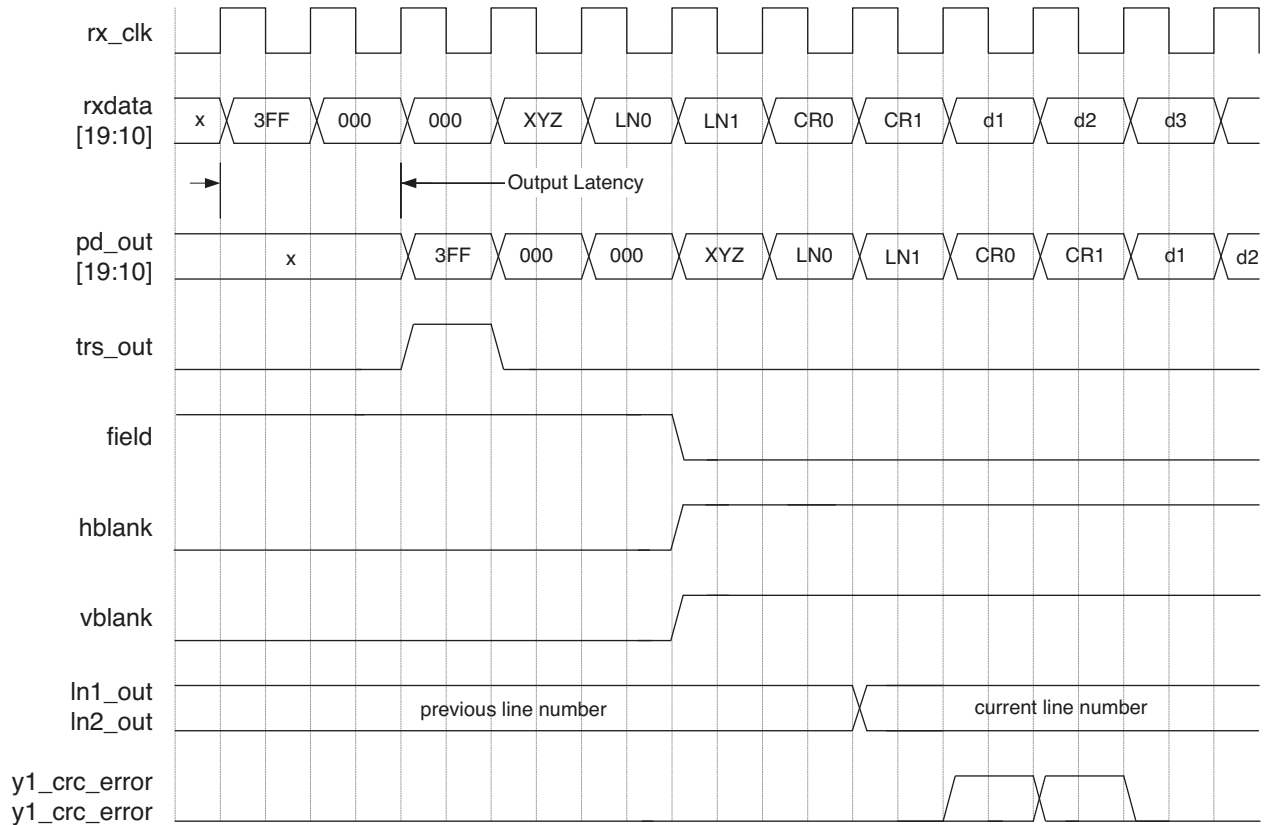 rx_clk
rxdata
[19:10]
x 3FF 000 000 XYZ LN0 LN1 CR0 CR1 d1 d2 d3
Output Latency
pd_out
[19:10]
x 3FF 000 000 XYZ LN0 LN1 CR0 CR1 d1 d2
trs_out
field
hblank
vblank
ln1_out
ln2_out
previous line number current line number
y1_crc_error
y1_crc_error